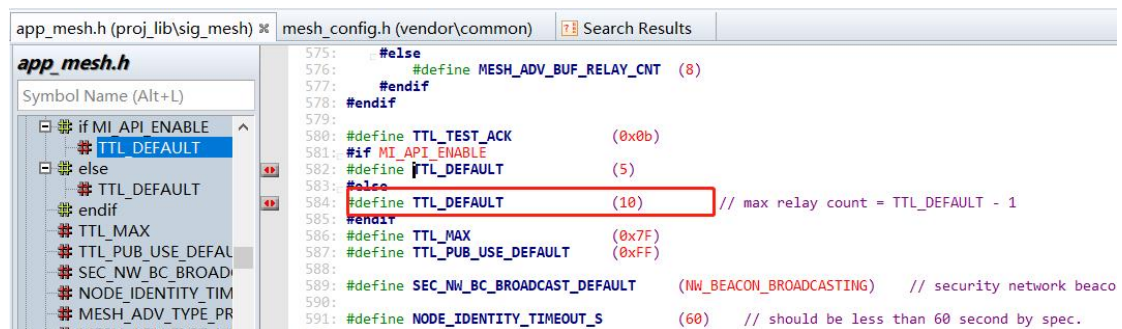 app_mesh.h (proj_lib\sig_mesh) mesh_config.h (vendor\common) Search Results
app_mesh.h
Symbol Name (Alt+L)
if MI_API_ENABLE
TTL_DEFAULT
else
TTL_DEFAULT
endif
TTL_MAX
TTL_PUB_USE_DEFAU
SEC_NW_BC_BROAD
NODE_IDENTITY_TIM
MESH_ADV_TYPE_PR
575: #else
576: #define MESH_ADV_BUF_RELAY_CNT (8)
577: #endif
578: #endif
579:
580: #define TTL_TEST_ACK (0x0b)
581: #if MI_API_ENABLE
582: #define TTL_DEFAULT (5)
583: #else
584: #define TTL_DEFAULT (10) // max relay count = TTL_DEFAULT - 1
585: #endif
586: #define TTL_MAX (0x7F)
587: #define TTL_PUB_USE_DEFAULT (0xFF)
588:
589: #define SEC_NW_BC_BROADCAST_DEFAULT (NW_BEACON_BROADCASTING) // security network beaco
590:
591: #define NODE_IDENTITY_TIMEOUT_S (60) // should be less than 60 second by spec.